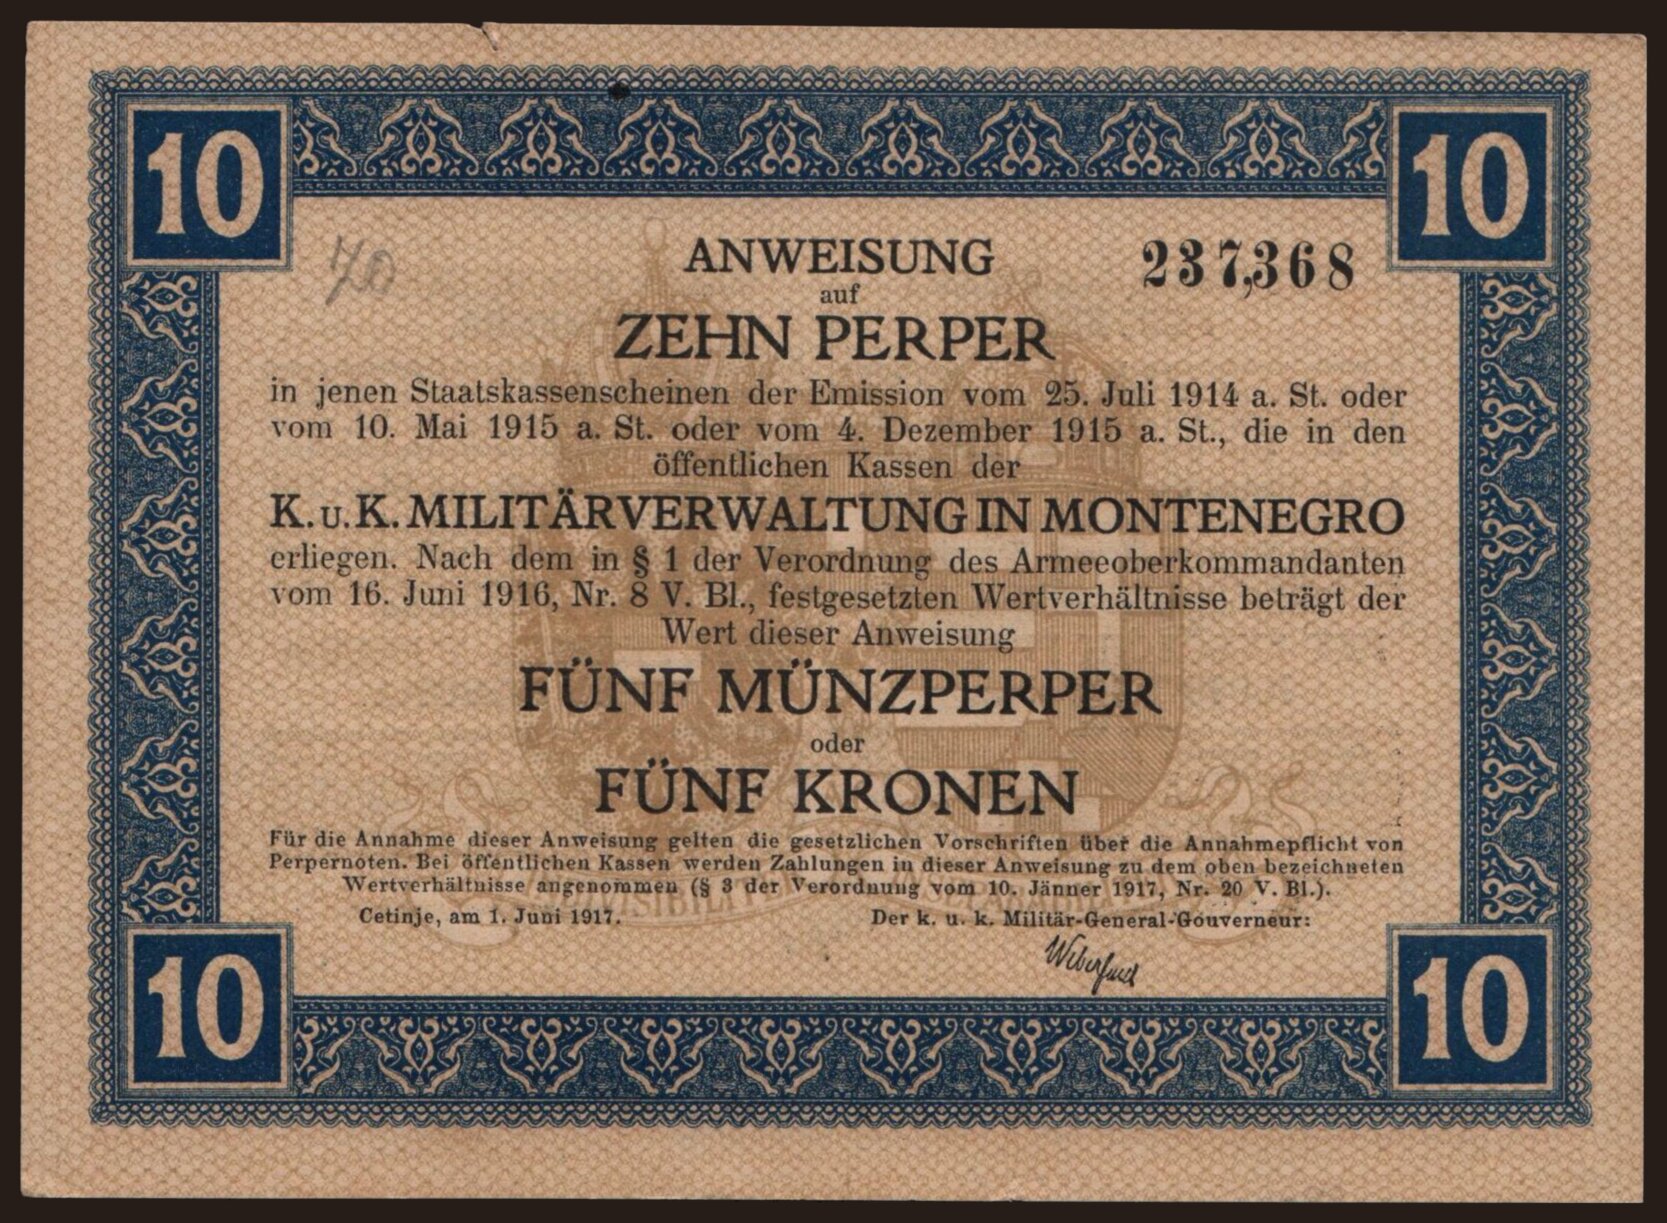 10 10
70
ANWEISUNG 237,368
auf
ZEHN PERPER
in jenen Staatskassenscheinen der Emission vom 25. Juli 1914 a. St. oder
vom 10. Mai 1915 a. St. oder vom 4. Dezember 1915 a. St., die in den
öffentlichen Kassen der
K. u. K. MILITÄRVERWALTUNG IN MONTENEGRO
erliegen. Nach dem in § 1 der Verordnung des Armeeoberkommandanten
vom 16. Juni 1916, Nr. 8 V. Bl., festgesetzten Wertverhältnisse beträgt der
Wert dieser Anweisung
FÜNF MÜNZPERPER
oder
FÜNF KRONEN
Für die Annahme dieser Anweisung gelten die gesetzlichen Vorschriften über die Annahmepflicht von
Perpernoten. Bei öffentlichen Kassen werden Zahlungen in dieser Anweisung zu dem oben bezeichneten
Wertverhältnisse angenommen (§ 3 der Verordnung vom 10. Jänner 1917, Nr. 20 V. Bl.).
Cetinje, am 1. Juni 1917. Der k. u. k. Militär-General-Gouverneur:
10 10